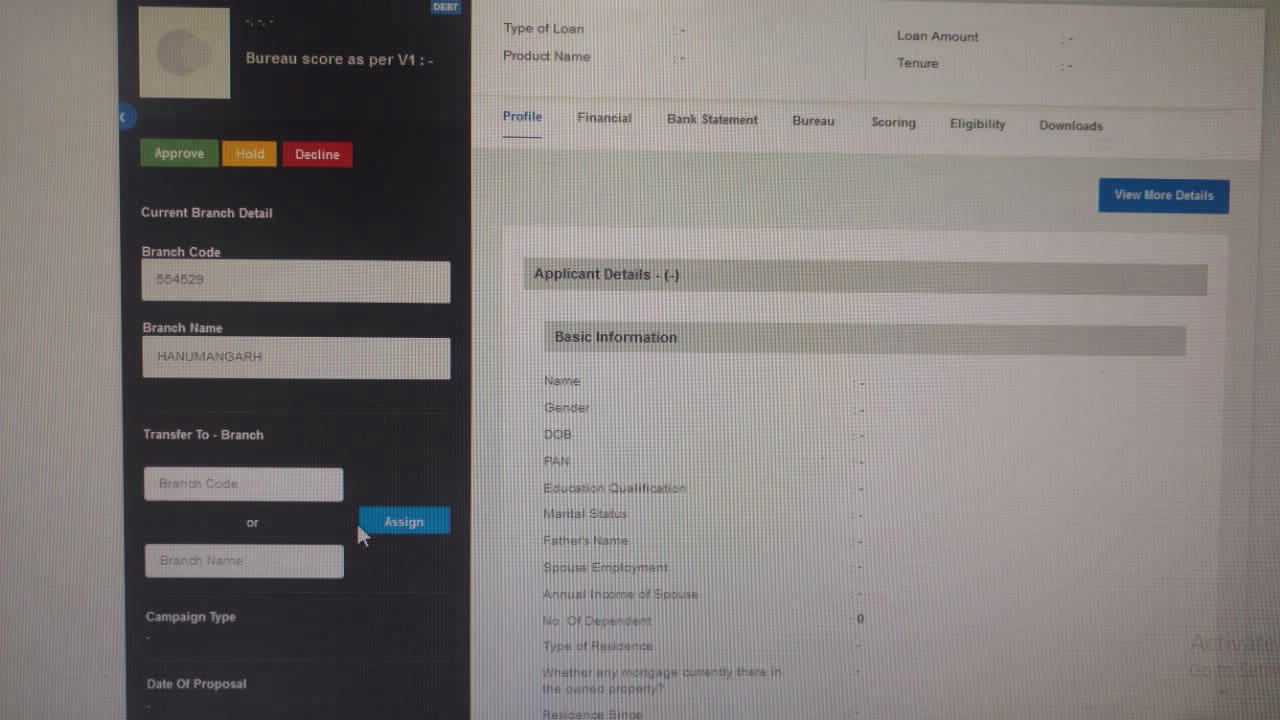 DEBT
-, -, -
Bureau score as per V1 : -
Approve
Hold
Decline
Current Branch Detail
Branch Code
554529
Branch Name
HANUMANGARH
Transfer To - Branch
Branch Code
or
Assign
Branch Name
Campaign Type
-
Date Of Proposal
-
Type of Loan : -
Product Name : -
Loan Amount : -
Tenure : -
Profile Financial Bank Statement Bureau Scoring Eligibility Downloads
View More Details
Applicant Details - (-)
Basic Information
Name : -
Gender : -
DOB -
PAN -
Education Qualification -
Marital Status : -
Father's Name -
Spouse Employment -
Annual Income of Spouse -
No. Of Dependent 0
Type of Residence -
Whether any mortgage currently there in -
the owned property?
Residence Since -
Activate
Go to Sett